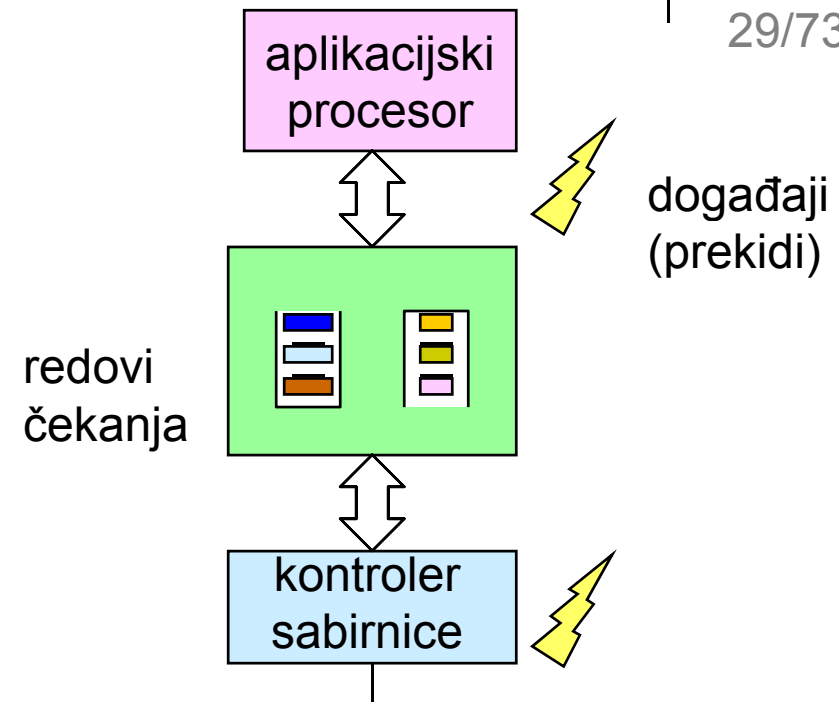 29/73
aplikacijski
procesor
događaji
(prekidi)
redovi
čekanja
kontroler
sabirnice